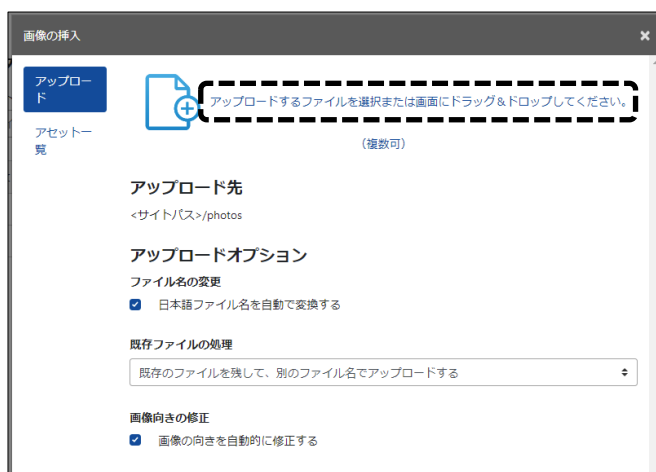 画像の挿入
アップロー
ド
アセット一
覧
アップロードするファイルを選択または画面にドラッグ&ドロップしてください。
(複数可)
アップロード先
<サイトパス>/photos
アップロードオプション
ファイル名の変更
日本語ファイル名を自動で変換する
既存ファイルの処理
既存のファイルを残して、別のファイル名でアップロードする
画像向きの修正
画像の向きを自動的に修正する